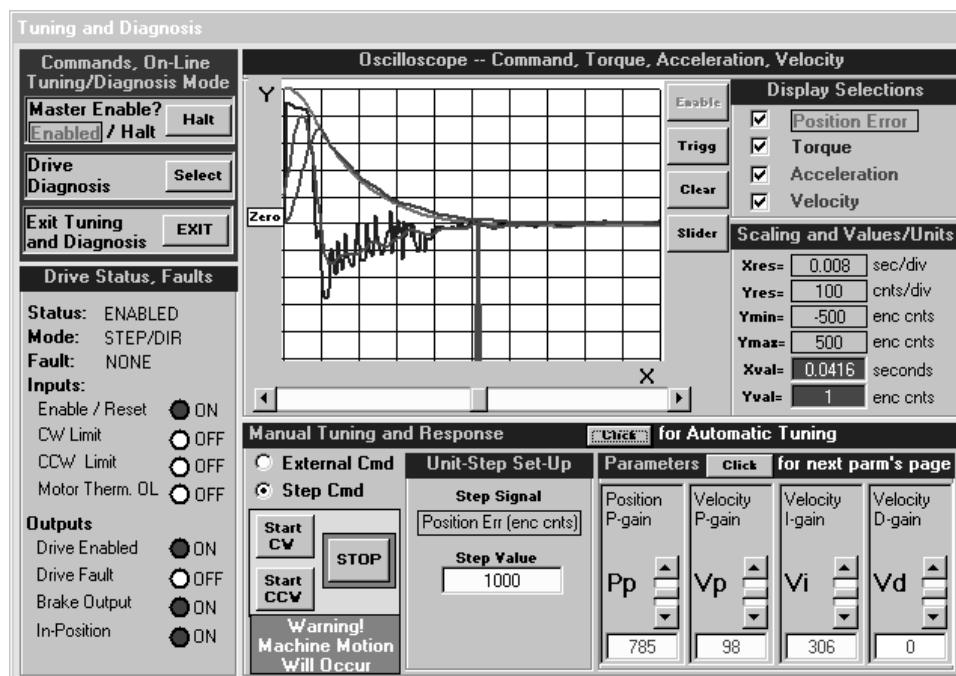 Tuning and Diagnosis
Commands, On-Line
Tuning/Diagnosis Mode
Master Enable?
Enabled / Halt
Halt
Drive
Diagnosis
Select
Exit Tuning
and Diagnosis
EXIT
Drive Status, Faults
Status: ENABLED
Mode: STEP/DIR
Fault: NONE
Inputs:
Enable / Reset ON
CW Limit OFF
CCW Limit OFF
Motor Therm. OL OFF
Outputs
Drive Enabled ON
Drive Fault OFF
Brake Output ON
In-Position ON
Oscilloscope -- Command, Torque, Acceleration, Velocity
Y
Zero
X
Enable
Trigg
Clear
Slider
Display Selections
Position Error
Torque
Acceleration
Velocity
Scaling and Values/Units
Xres= 0.008 sec/div
Yres= 100 cnts/div
Ymin= -500 enc cnts
Ymax= 500 enc cnts
Xval= 0.0416 seconds
Yval= 1 enc cnts
Manual Tuning and Response
Click for Automatic Tuning
External Cmd
Step Cmd
Start
CW
STOP
Start
CCW
Warning!
Machine Motion
Will Occur
Unit-Step Set-Up
Step Signal
Position Err (enc cnts)
Step Value
1000
Parameters Click for next parm's page
Position
P-gain
Pp
785
Velocity
P-gain
Vp
98
Velocity
I-gain
Vi
306
Velocity
D-gain
Vd
0